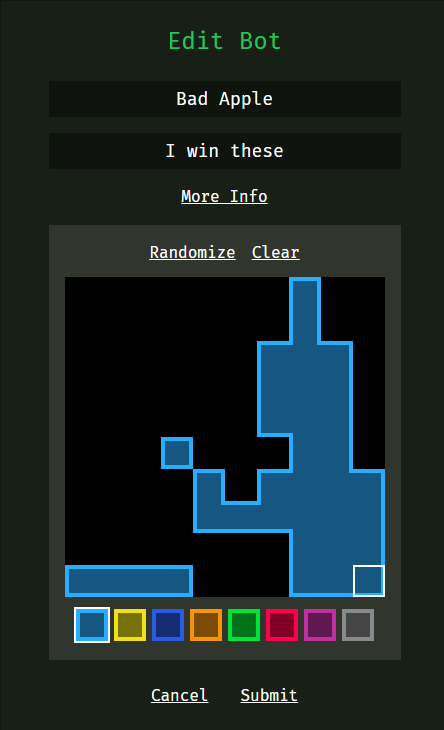 Edit Bot
Bad Apple
I win these
More Info
Randomize Clear
Cancel Submit